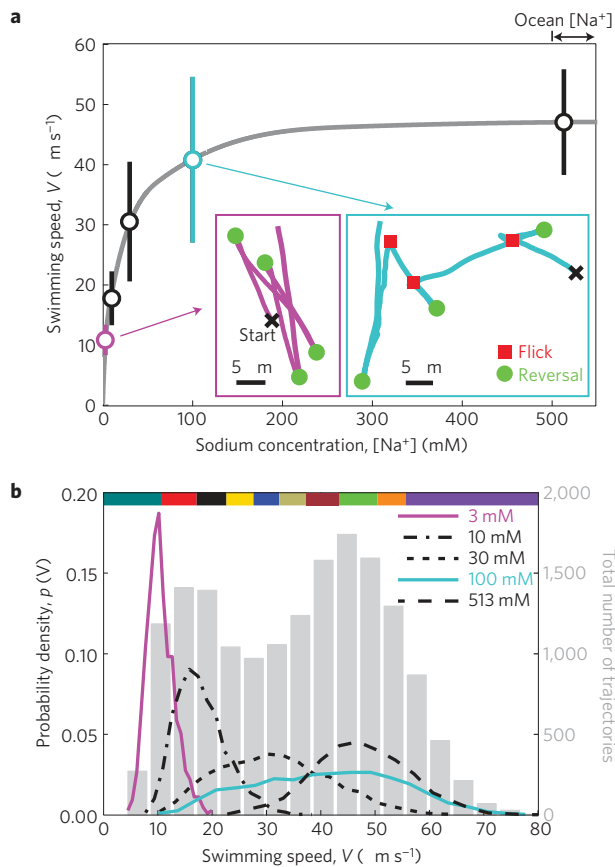 a
Ocean [Na⁺]
60
50
40
30
20
10
0
Swimming speed, V ( m s⁻¹)
Start
5 m
5 m
Flick
Reversal
0 100 200 300 400 500
Sodium concentration, [Na⁺] (mM)
b
0.20
0.15
0.10
0.05
0.00
Probability density, p (V)
3 mM
10 mM
30 mM
100 mM
513 mM
2,000
1,500
1,000
500
0
Total number of trajectories
0 10 20 30 40 50 60 70 80
Swimming speed, V ( m s⁻¹)